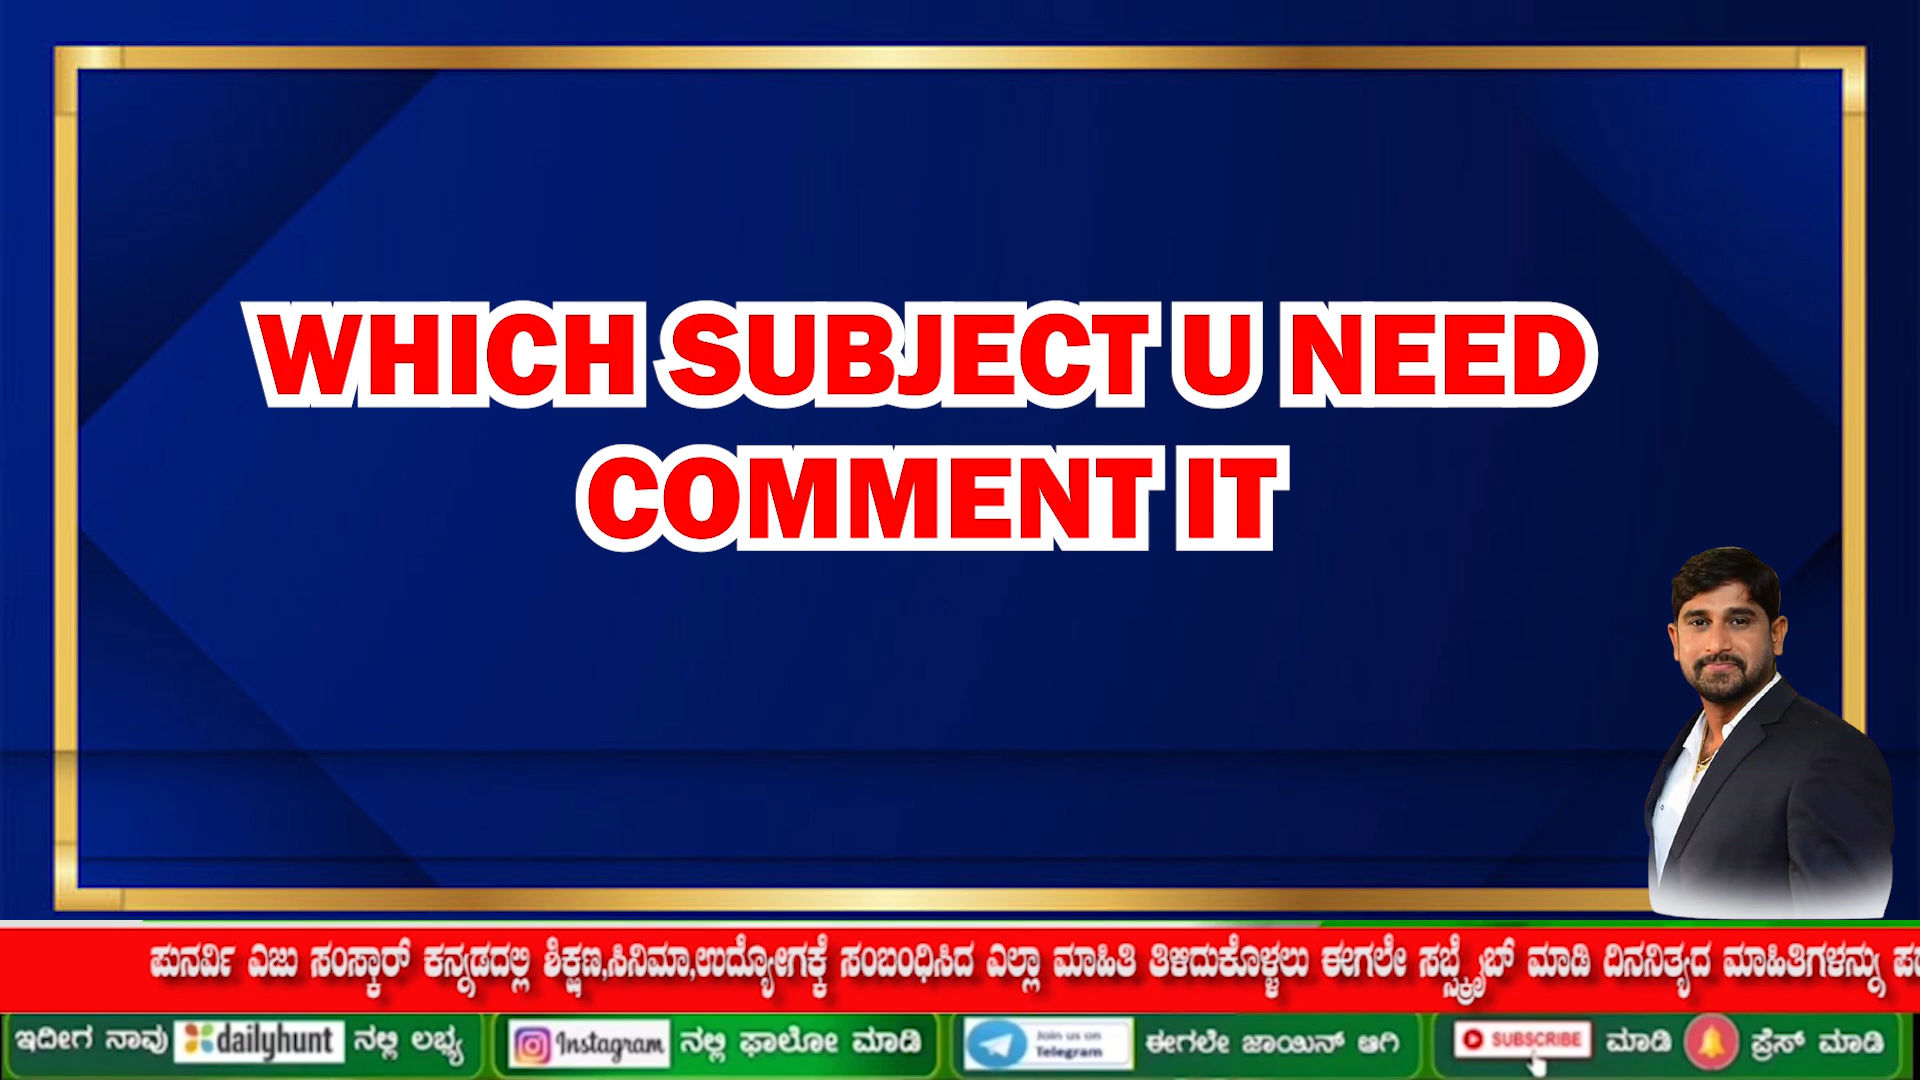 WHICH SUBJECT U NEED
COMMENT IT
ಪುನರ್ವಿ ಎಜು ಸಂಸ್ಕಾರ್ ಕನ್ನಡದಲ್ಲಿ ಶಿಕ್ಷಣ,ಸಿನಿಮಾ,ಉದ್ಯೋಗಕ್ಕೆ ಸಂಬಂಧಿಸಿದ ಎಲ್ಲಾ ಮಾಹಿತಿ ತಿಳಿದುಕೊಳ್ಳಲು ಈಗಲೇ ಸಬ್ಸ್ಕ್ರೈಬ್ ಮಾಡಿ ದಿನನಿತ್ಯದ ಮಾಹಿತಿಗಳನ್ನು
ಇದೀಗ ನಾವು dailyhunt ನಲ್ಲಿ ಲಭ್ಯ Instagram ನಲ್ಲಿ ಫಾಲೋ ಮಾಡಿ Join us on Telegram ಈಗಲೇ ಜಾಯಿನ್ ಆಗಿ SUBSCRIBE ಮಾಡಿ ಪ್ರೆಸ್ ಮಾಡಿ